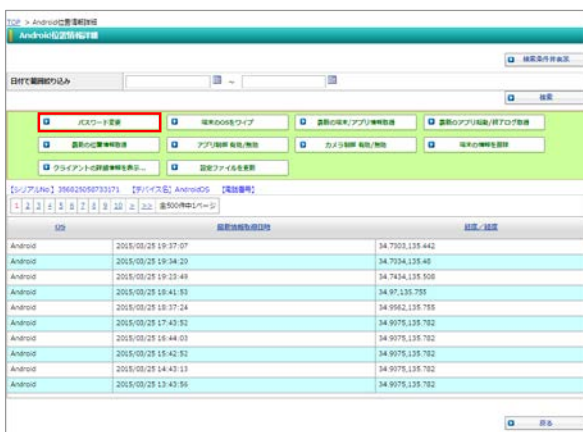 TOP > Android位置情報詳細
Android位置情報詳細
検索条件非表示
日付で範囲絞り込み ～
検索
パスワード変更 端末のOSをワイプ 最新の端末/アプリ情報取得 最新のアプリ起動/終了ログ取得
最新の位置情報取得 アプリ制御 有効/無効 カメラ制御 有効/無効 端末の情報を削除
クライアントの詳細情報を表示... 設定ファイルを更新
【シリアルNo】356825050733171 【デバイス名】AndroidOS 【電話番号】
1 2 3 4 5 6 7 8 9 10 > >> 全500件中1ページ
OS 最新情報取得日時 緯度/経度
Android 2015/03/25 19:37:07 34.7303,135.442
Android 2015/03/25 19:34:20 34.7034,135.48
Android 2015/03/25 19:23:49 34.7434,135.508
Android 2015/03/25 18:41:53 34.97,135.755
Android 2015/03/25 18:37:24 34.9562,135.755
Android 2015/03/25 17:43:52 34.9075,135.782
Android 2015/03/25 16:44:03 34.9075,135.782
Android 2015/03/25 15:42:52 34.9075,135.782
Android 2015/03/25 14:43:13 34.9075,135.782
Android 2015/03/25 13:43:56 34.9075,135.782
戻る